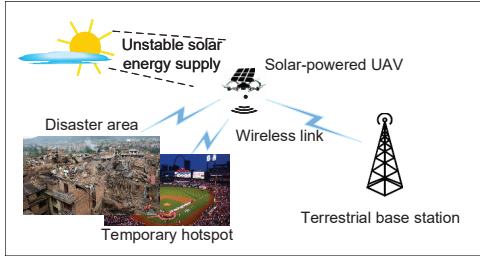 Unstable solar
energy supply
Solar-powered UAV
Disaster area
Wireless link
Temporary hotspot
Terrestrial base station